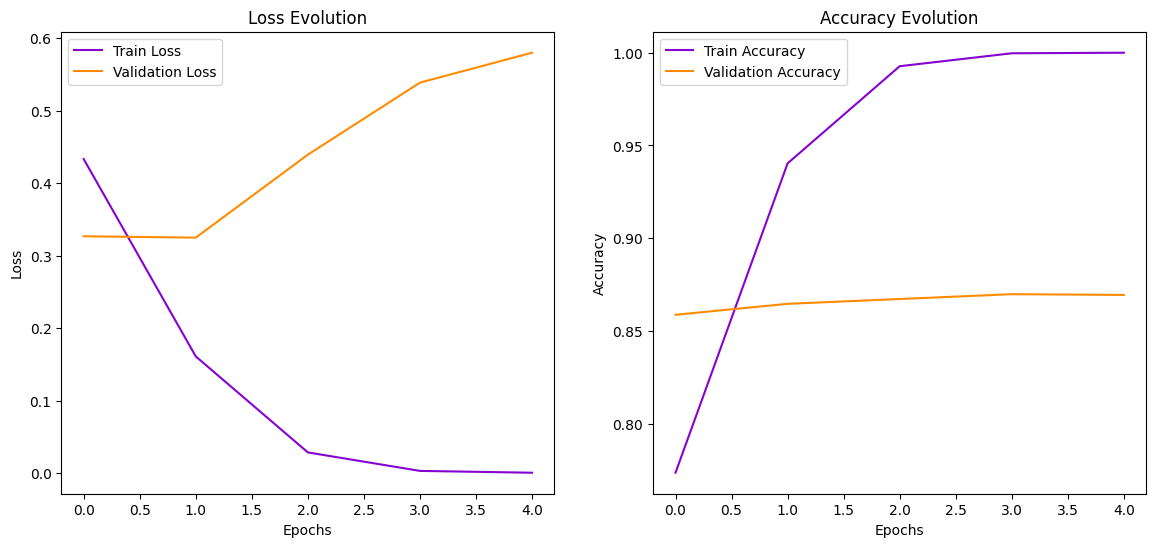 Loss Evolution
Train Loss
Validation Loss
Loss
0.6
0.5
0.4
0.3
0.2
0.1
0.0
0.0 0.5 1.0 1.5 2.0 2.5 3.0 3.5 4.0
Epochs
Accuracy Evolution
Train Accuracy
Validation Accuracy
Accuracy
1.00
0.95
0.90
0.85
0.80
0.0 0.5 1.0 1.5 2.0 2.5 3.0 3.5 4.0
Epochs